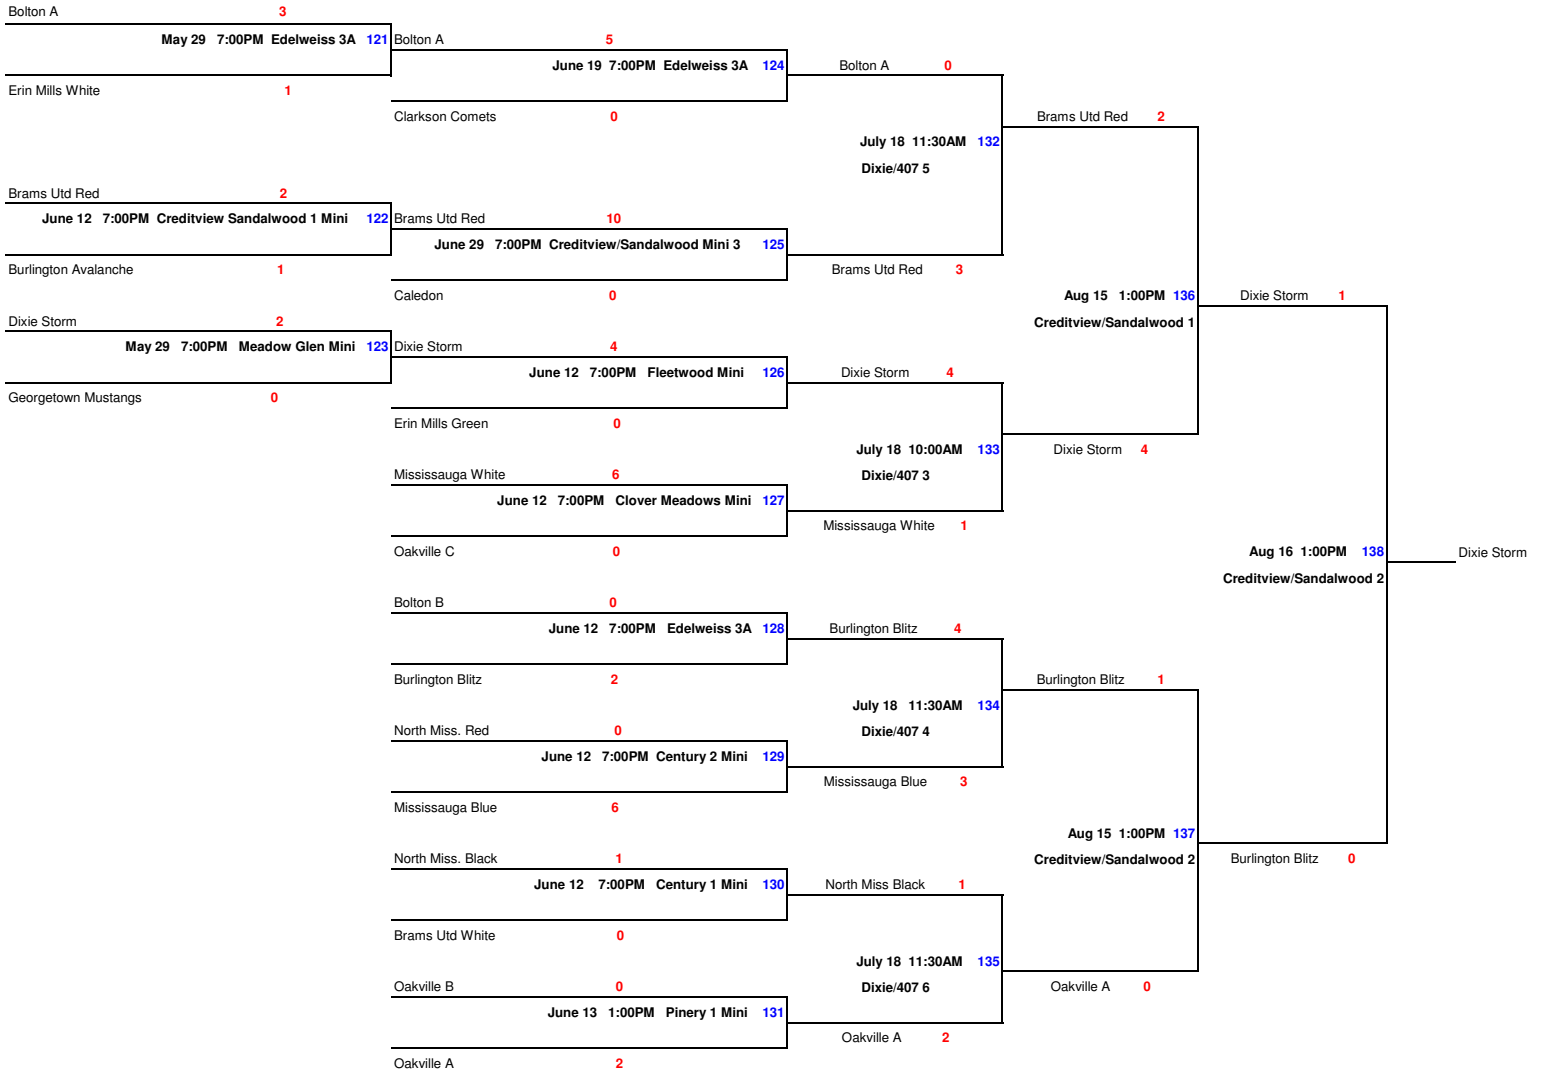 Bolton A 3
May 29 7:00PM Edelweiss 3A 121
Erin Mills White 1
Bolton A 5
June 19 7:00PM Edelweiss 3A 124
Clarkson Comets 0
Bolton A 0
July 18 11:30AM 132
Dixie/407 5
Brams Utd Red 2
Brams Utd Red 2
June 12 7:00PM Creditview Sandalwood 1 Mini 122
Burlington Avalanche 1
Brams Utd Red 10
June 29 7:00PM Creditview/Sandalwood Mini 3 125
Caledon 0
Brams Utd Red 3
Aug 15 1:00PM 136
Creditview/Sandalwood 1
Dixie Storm 1
Dixie Storm 2
May 29 7:00PM Meadow Glen Mini 123
Georgetown Mustangs 0
Dixie Storm 4
June 12 7:00PM Fleetwood Mini 126
Erin Mills Green 0
Dixie Storm 4
July 18 10:00AM 133
Dixie/407 3
Dixie Storm 4
Mississauga White 6
June 12 7:00PM Clover Meadows Mini 127
Oakville C 0
Mississauga White 1
Aug 16 1:00PM 138
Creditview/Sandalwood 2
Dixie Storm
Bolton B 0
June 12 7:00PM Edelweiss 3A 128
Burlington Blitz 2
Burlington Blitz 4
July 18 11:30AM 134
Dixie/407 4
Burlington Blitz 1
North Miss. Red 0
June 12 7:00PM Century 2 Mini 129
Mississauga Blue 6
Mississauga Blue 3
Aug 15 1:00PM 137
Creditview/Sandalwood 2
Burlington Blitz 0
North Miss. Black 1
June 12 7:00PM Century 1 Mini 130
Brams Utd White 0
North Miss Black 1
July 18 11:30AM 135
Dixie/407 6
Oakville A 0
Oakville B 0
June 13 1:00PM Pinery 1 Mini 131
Oakville A 2
Oakville A 2